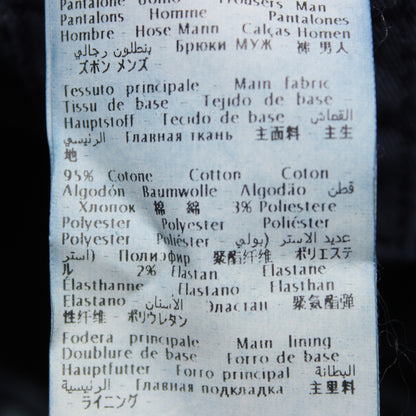 Pantalone Uomo - Trousers Man
Pantalons Homme - Pantalones
Hombre - Hose Mann - Calças Homen
بنطلون رجالي - Брюки МУЖ - 裤 男人
- ズボン メンズ -
Tessuto principale - Main fabric
Tissu de base - Tejido de base -
Hauptstoff - Tecido de base - القماش
الرئيسي - Главная ткань - 主面料 - 主生
地 -
95% Cotone - Cotton - Coton
Algodón - Baumwolle - Algodão - قطن
- Хлопок - 棉 - 綿 - 3% Poliestere
Polyester - Polyester - Polyester
Polyester - Poliéster - عديد الاستر (بولي
استر) - Полиэфир - 聚酯纤维 - ポリエステ
ル - 2% Elastan - Elastane
Élasthanne - Elastano - Elasthan
Elastano - الأستان - Эластан - 聚氨酯弹
性纤维 - ポリウレタン
Fodera principale - Main lining
Doublure de base - Forro de base -
Hauptfutter - Forro principal - البطانة
الرئيسية - Главная подкладка - 主里料
- ライニング -